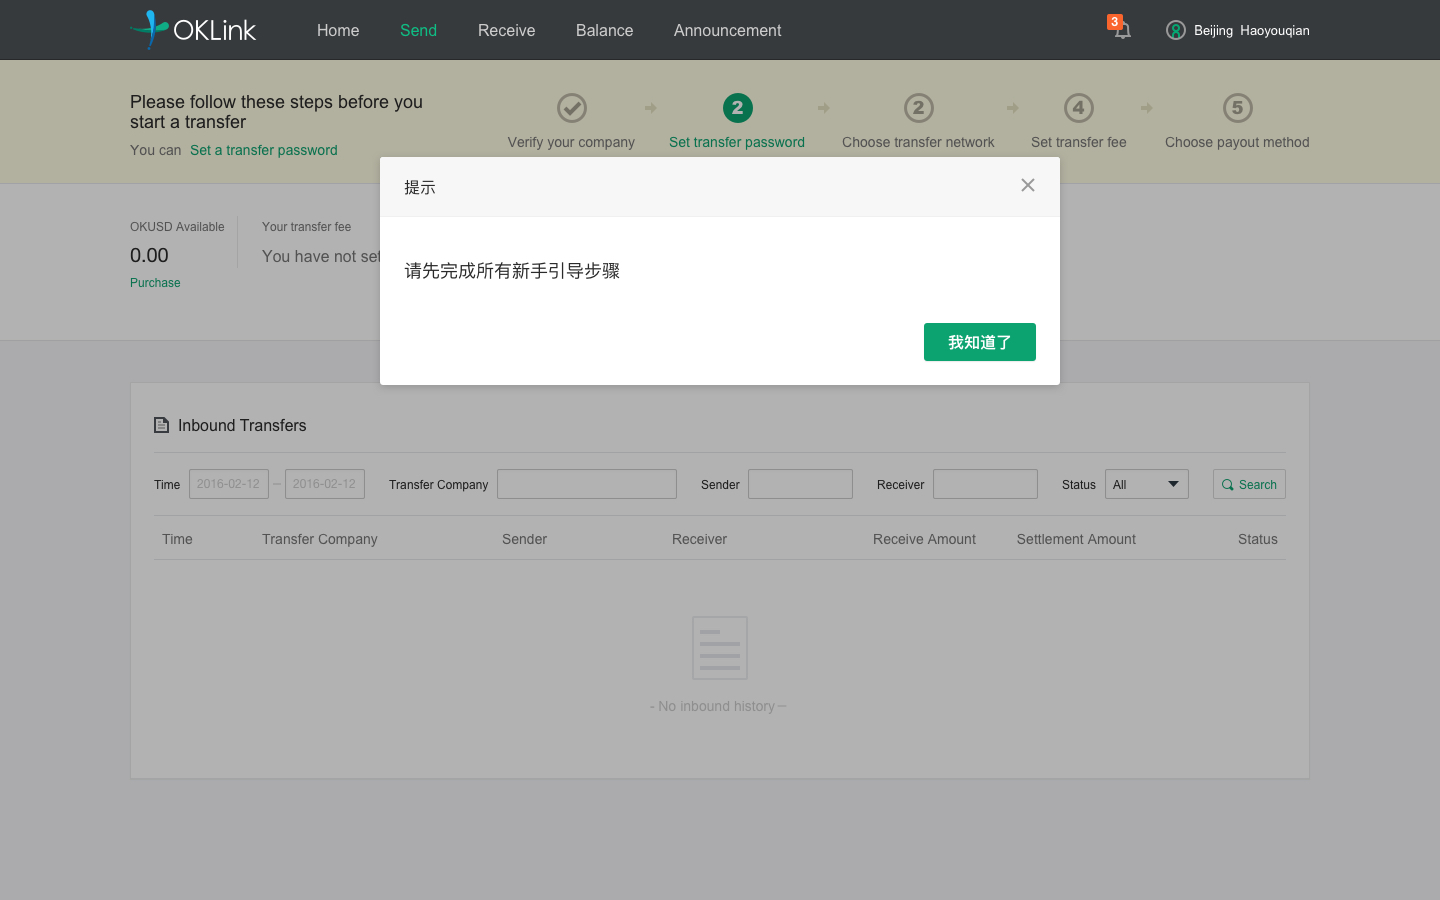 OKLink
Home Send Receive Balance Announcement
3
Beijing Haoyouqian
Please follow these steps before you
start a transfer
You can Set a transfer password
2 2 4 5
Verify your company Set transfer password Choose transfer network Set transfer fee Choose payout method
提示
请先完成所有新手引导步骤
我知道了
OKUSD Available
0.00
Purchase
Your transfer fee
You have not set
Inbound Transfers
Time 2016-02-12 – 2016-02-12 Transfer Company Sender Receiver Status All Search
Time Transfer Company Sender Receiver Receive Amount Settlement Amount Status
- No inbound history –